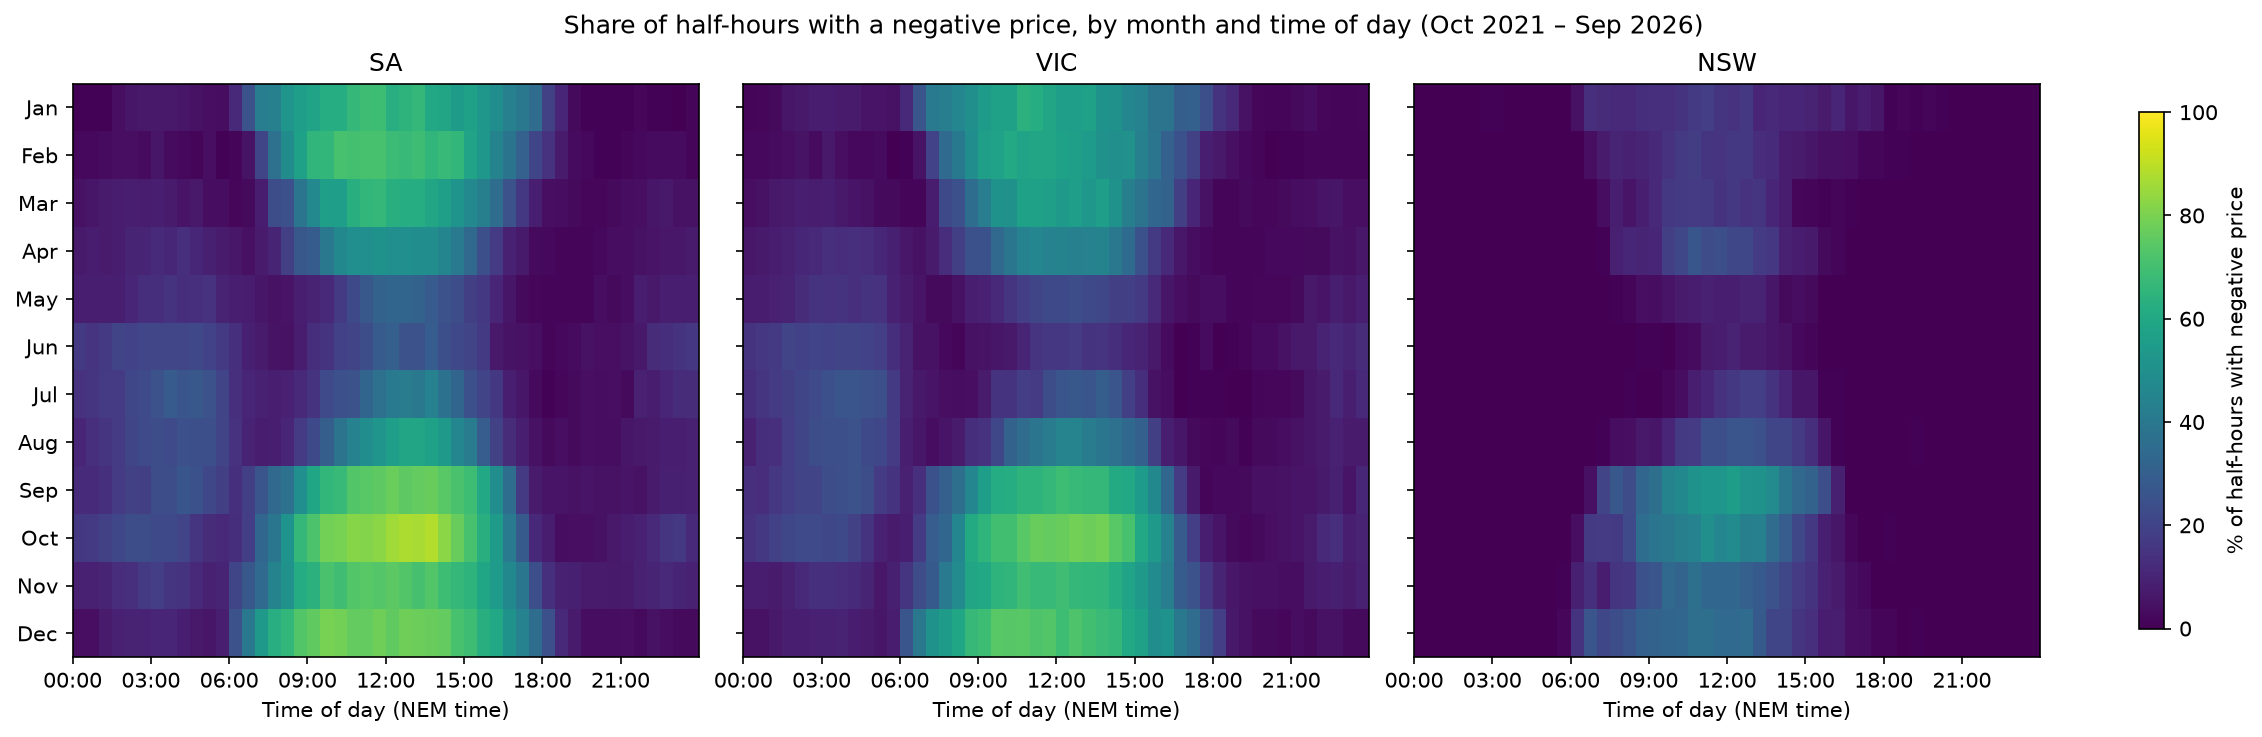 Share of half-hours with a negative price, by month and time of day (Oct 2021 – Sep 2026)
SA
VIC
NSW
Jan
Feb
Mar
Apr
May
Jun
Jul
Aug
Sep
Oct
Nov
Dec
00:00 03:00 06:00 09:00 12:00 15:00 18:00 21:00
00:00 03:00 06:00 09:00 12:00 15:00 18:00 21:00
00:00 03:00 06:00 09:00 12:00 15:00 18:00 21:00
Time of day (NEM time)
Time of day (NEM time)
Time of day (NEM time)
100
80
60
40
20
0
% of half-hours with negative price